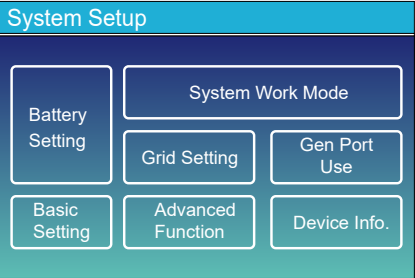 System Setup
Battery
Setting
System Work Mode
Grid Setting
Gen Port
Use
Basic
Setting
Advanced
Function
Device Info.